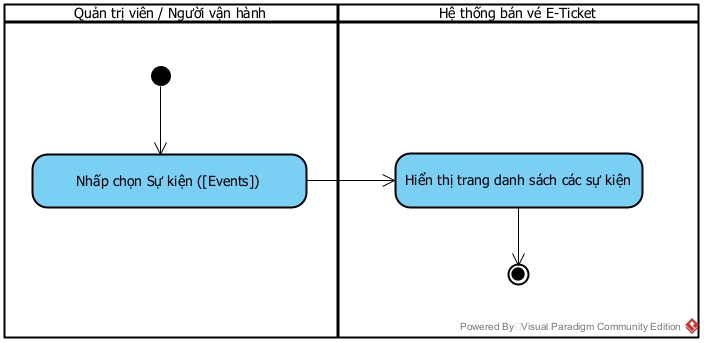 Quản trị viên / Người vận hành
Hệ thống bán vé E-Ticket
Nhấp chọn Sự kiện ([Events])
Hiển thị trang danh sách các sự kiện
Powered By Visual Paradigm Community Edition